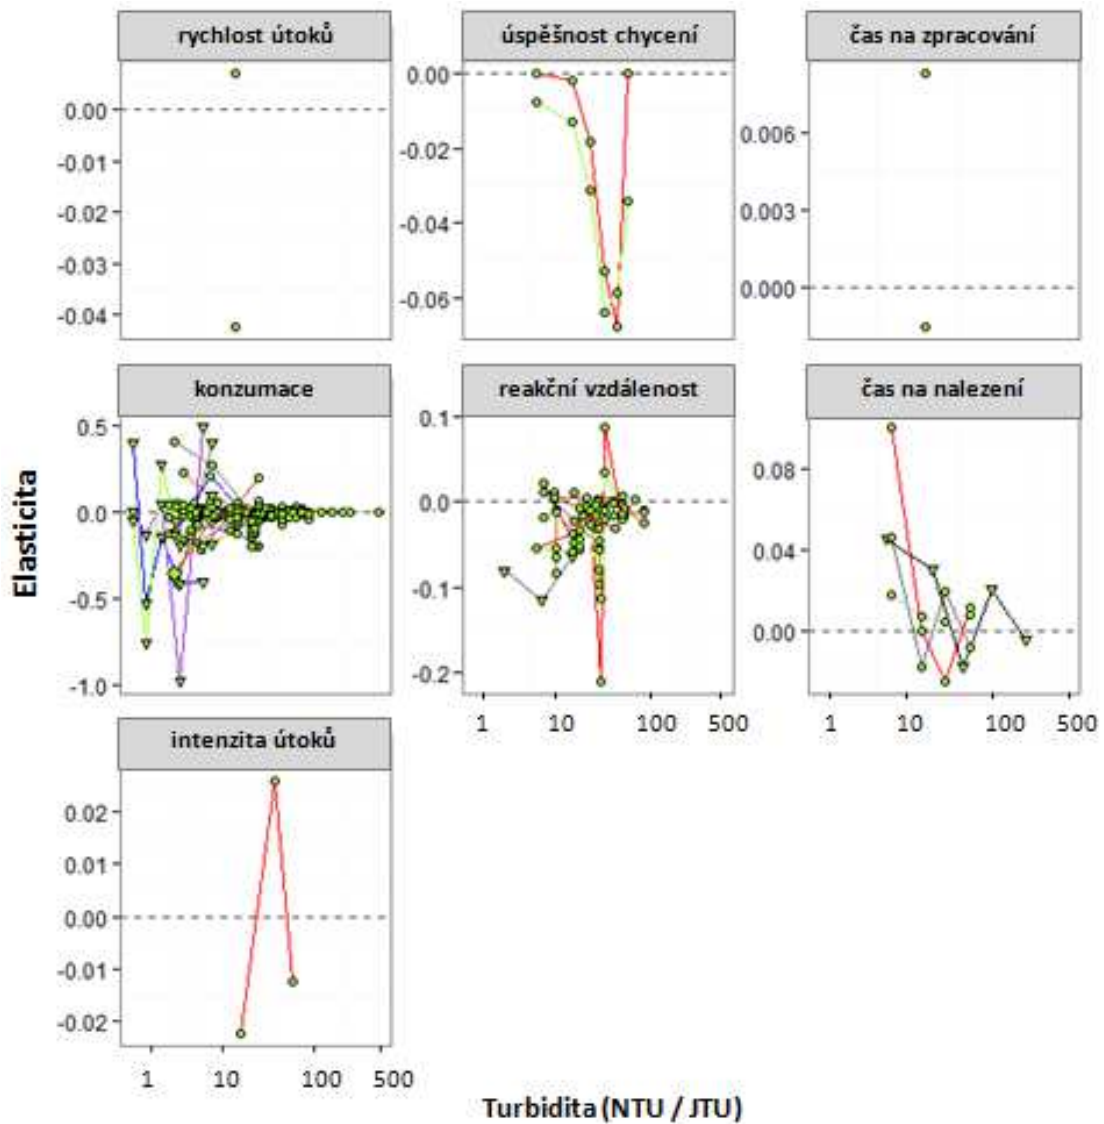 rychlost útoků
úspěšnost chycení
čas na zpracování
0.00
-0.01
-0.02
-0.03
-0.04
0.00
-0.02
-0.04
-0.06
0.006
0.003
0.000
konzumace
reakční vzdálenost
čas na nalezení
Elasticita
0.5
0.0
-0.5
-1.0
0.1
0.0
-0.1
-0.2
0.08
0.04
0.00
1 10 100 500
1 10 100 500
intenzita útoků
0.02
0.01
0.00
-0.01
-0.02
1 10 100 500
Turbidita (NTU / JTU)